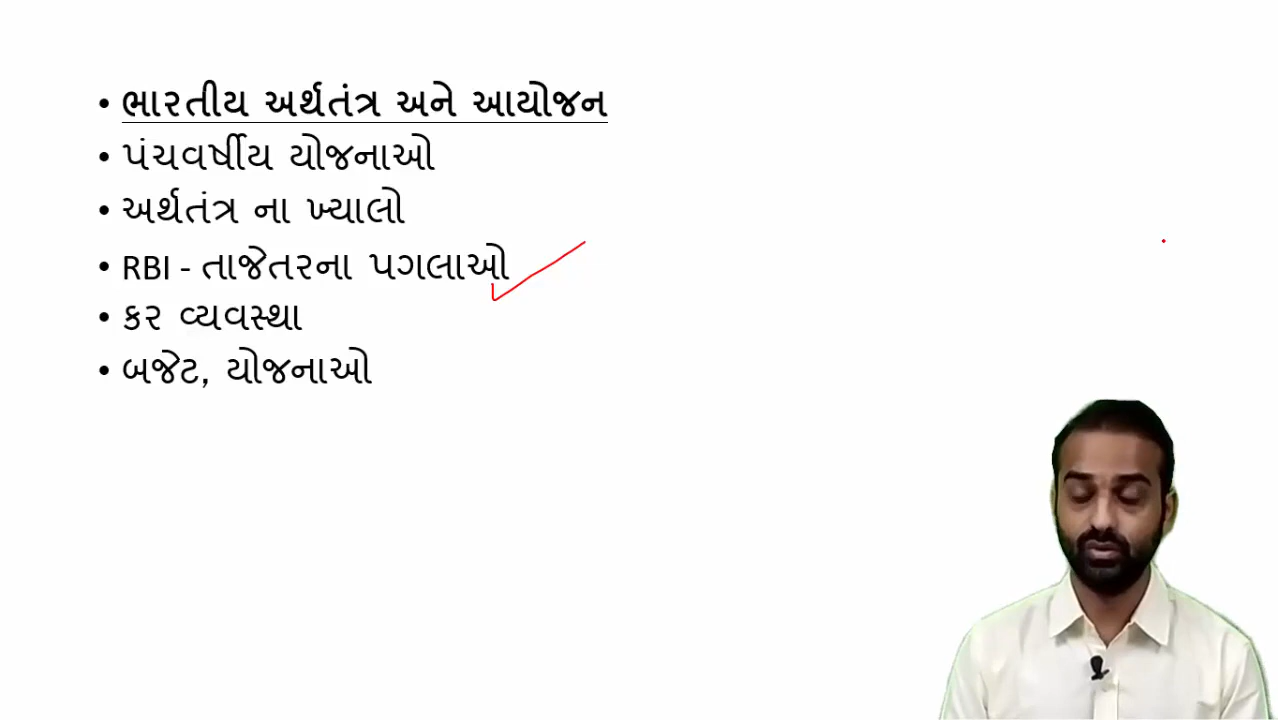 • ભારતીય અર્થતંત્ર અને આયોજન
• પંચવર્ષીય યોજનાઓ
• અર્થતંત્ર ના ખ્યાલો
• RBI - તાજેતરના પગલાઓ
• કર વ્યવસ્થા
• બજેટ, યોજનાઓ